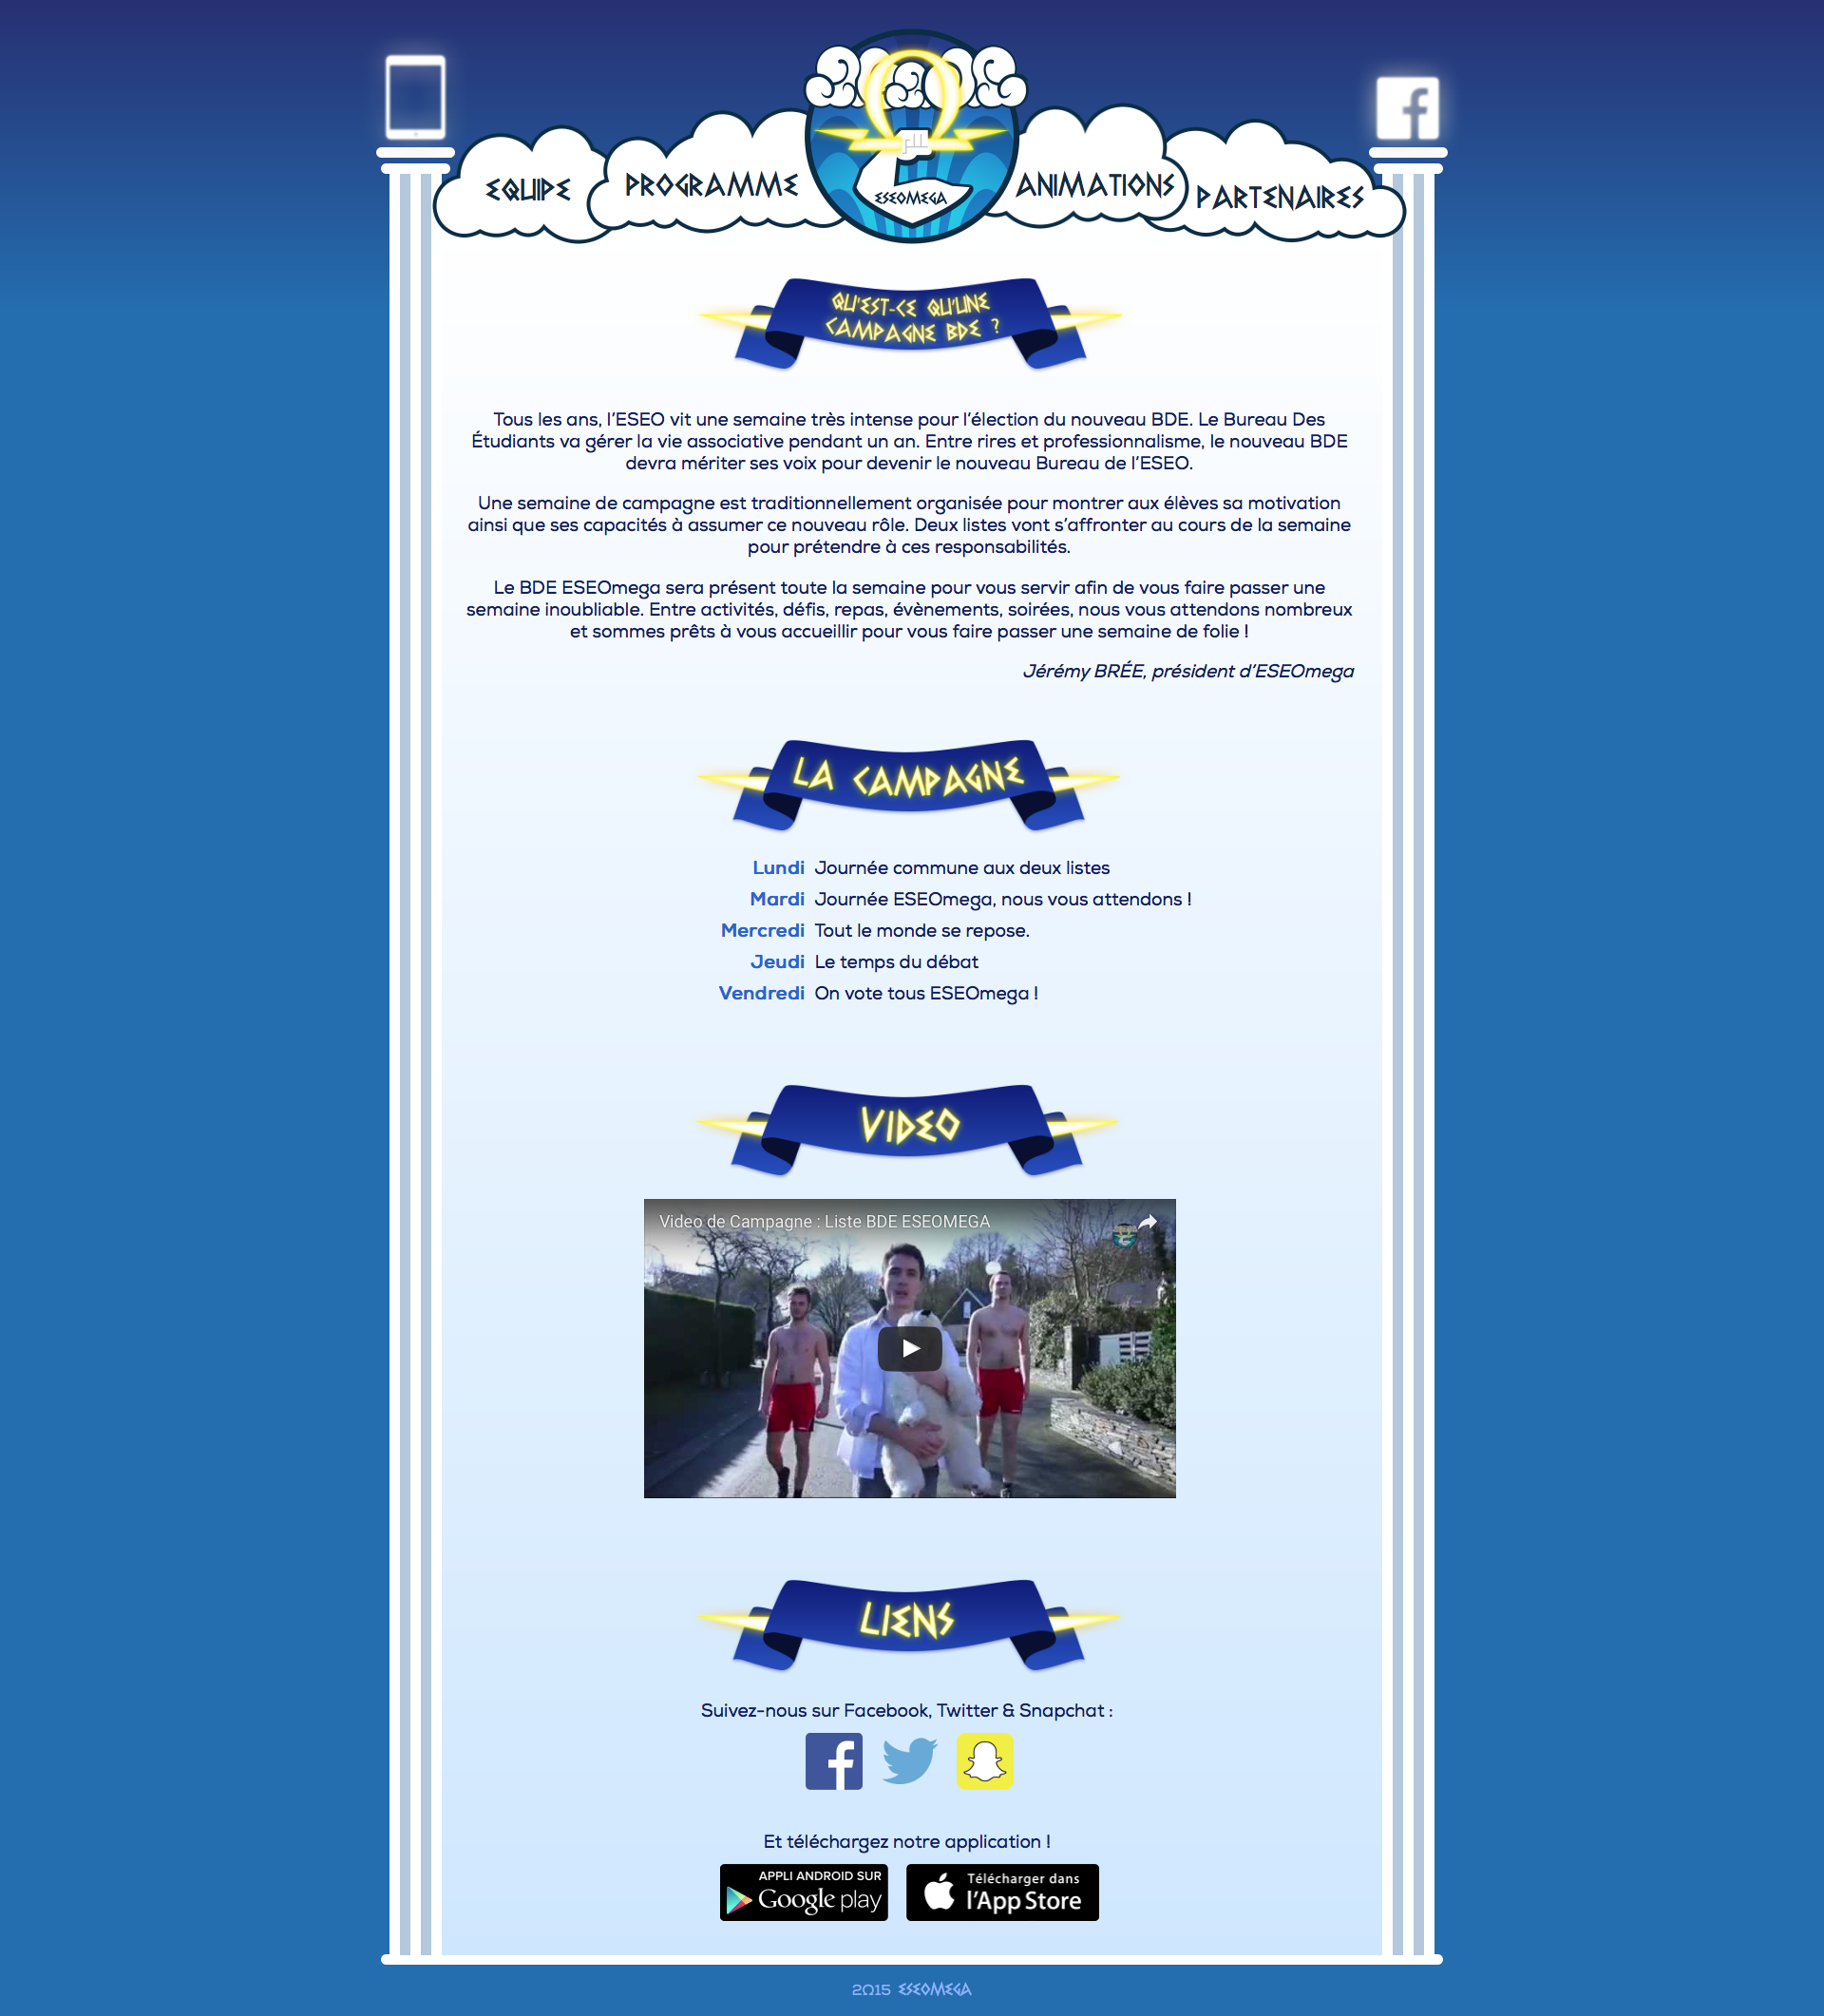 EQUIPE
PROGRAMME
ESEOMEGA
ANIMATIONS
PARTENAIRES
QU'EST-CE QU'UNE
CAMPAGNE BDE ?
Tous les ans, l’ESEO vit une semaine très intense pour l’élection du nouveau BDE. Le Bureau Des
Étudiants va gérer la vie associative pendant un an. Entre rires et professionnalisme, le nouveau BDE
devra mériter ses voix pour devenir le nouveau Bureau de l’ESEO.
Une semaine de campagne est traditionnellement organisée pour montrer aux élèves sa motivation
ainsi que ses capacités à assumer ce nouveau rôle. Deux listes vont s’affronter au cours de la semaine
pour prétendre à ces responsabilités.
Le BDE ESEOmega sera présent toute la semaine pour vous servir afin de vous faire passer une
semaine inoubliable. Entre activités, défis, repas, évènements, soirées, nous vous attendons nombreux
et sommes prêts à vous accueillir pour vous faire passer une semaine de folie !
Jérémy BRÉE, président d’ESEOmega
LA CAMPAGNE
Lundi Journée commune aux deux listes
Mardi Journée ESEOmega, nous vous attendons !
Mercredi Tout le monde se repose.
Jeudi Le temps du débat
Vendredi On vote tous ESEOmega !
VIDEO
Video de Campagne : Liste BDE ESEOMEGA
LIENS
Suivez-nous sur Facebook, Twitter & Snapchat :
Et téléchargez notre application !
APPLI ANDROID SUR
Google play
Télécharger dans
l'App Store
2Ω15 ESEOMEGA